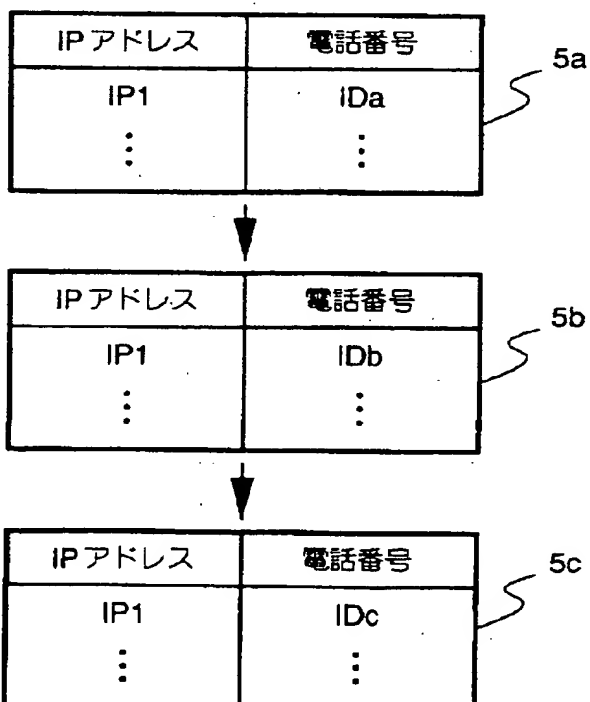 IPアドレス 電話番号
5a
IP1 IDa
⋮ ⋮
IPアドレス 電話番号
5b
IP1 IDb
⋮ ⋮
IPアドレス 電話番号
5c
IP1 IDc
⋮ ⋮